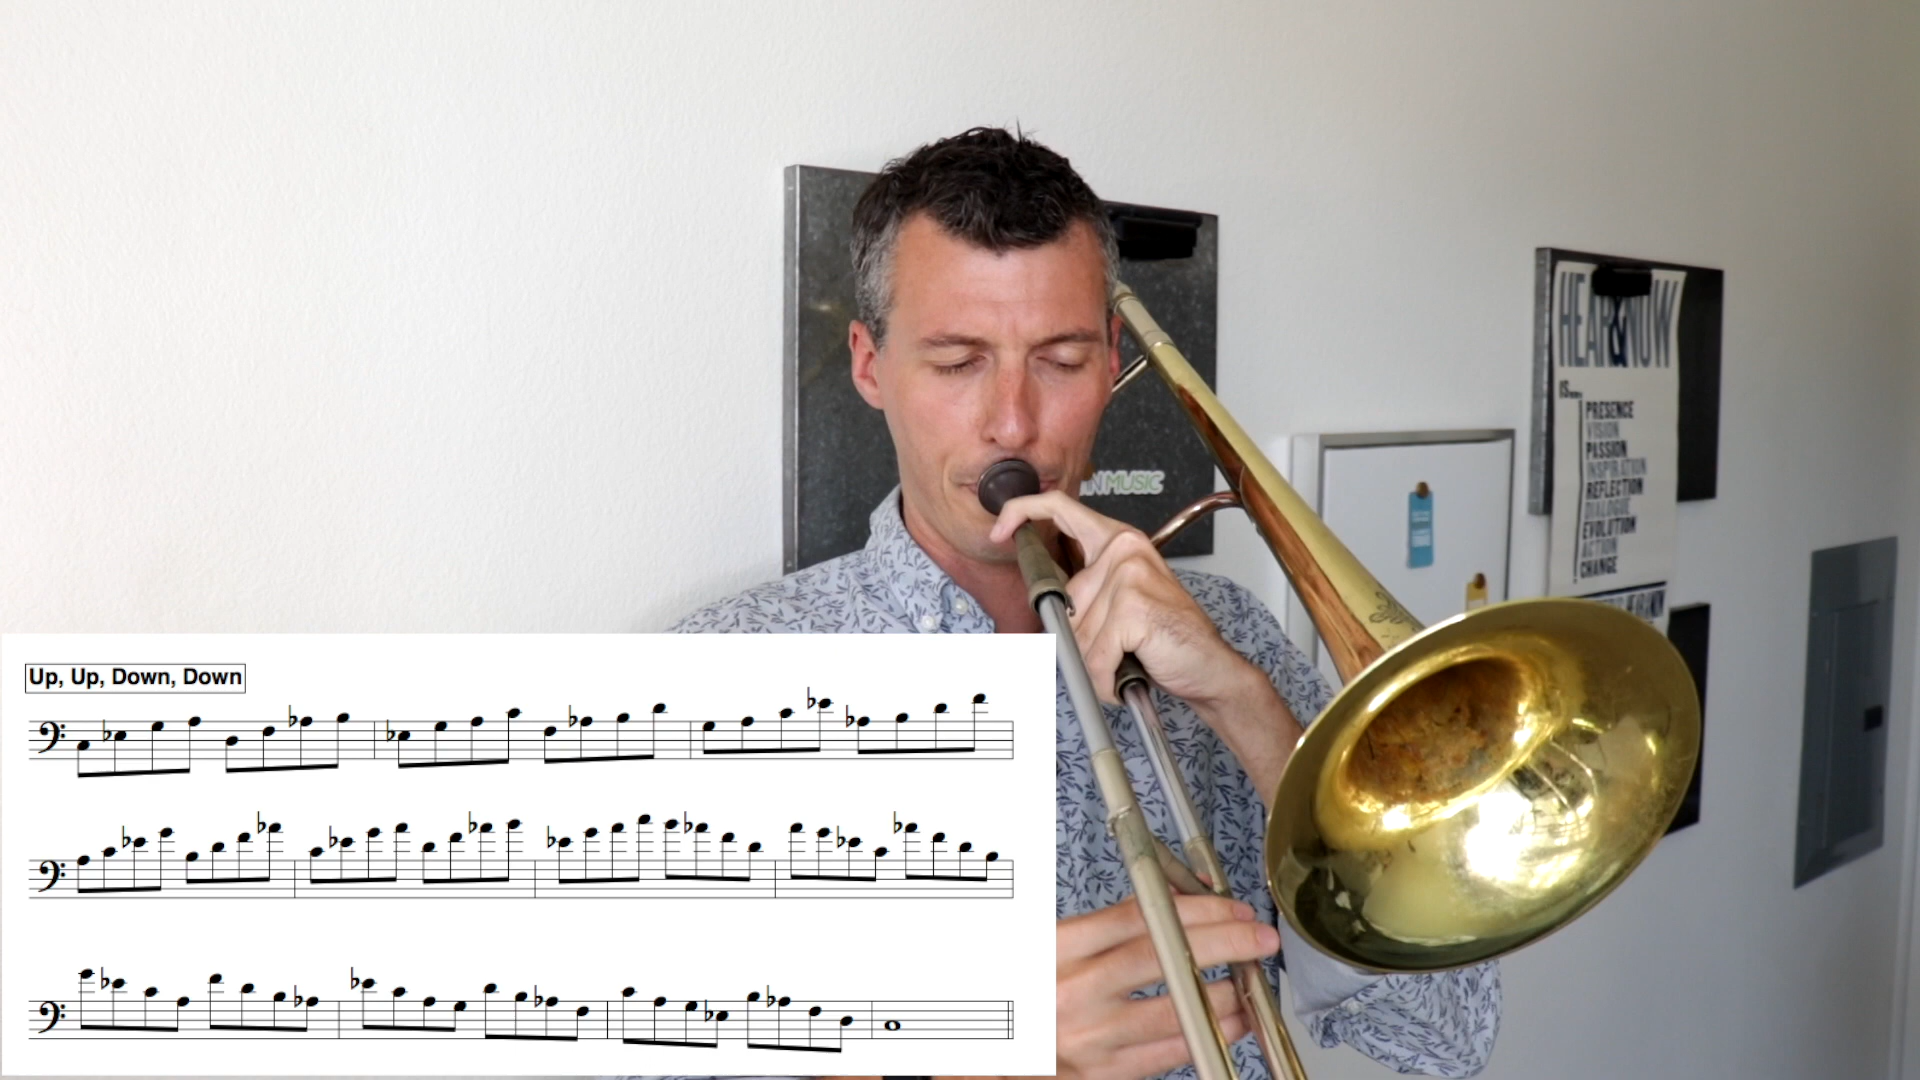 HEAR&NOW
IS...
PRESENCE
VISION
PASSION
INSPIRATION
REFLECTION
DIALOGUE
EVOLUTION
ACTION
CHANGE
MUSIC
Up, Up, Down, Down